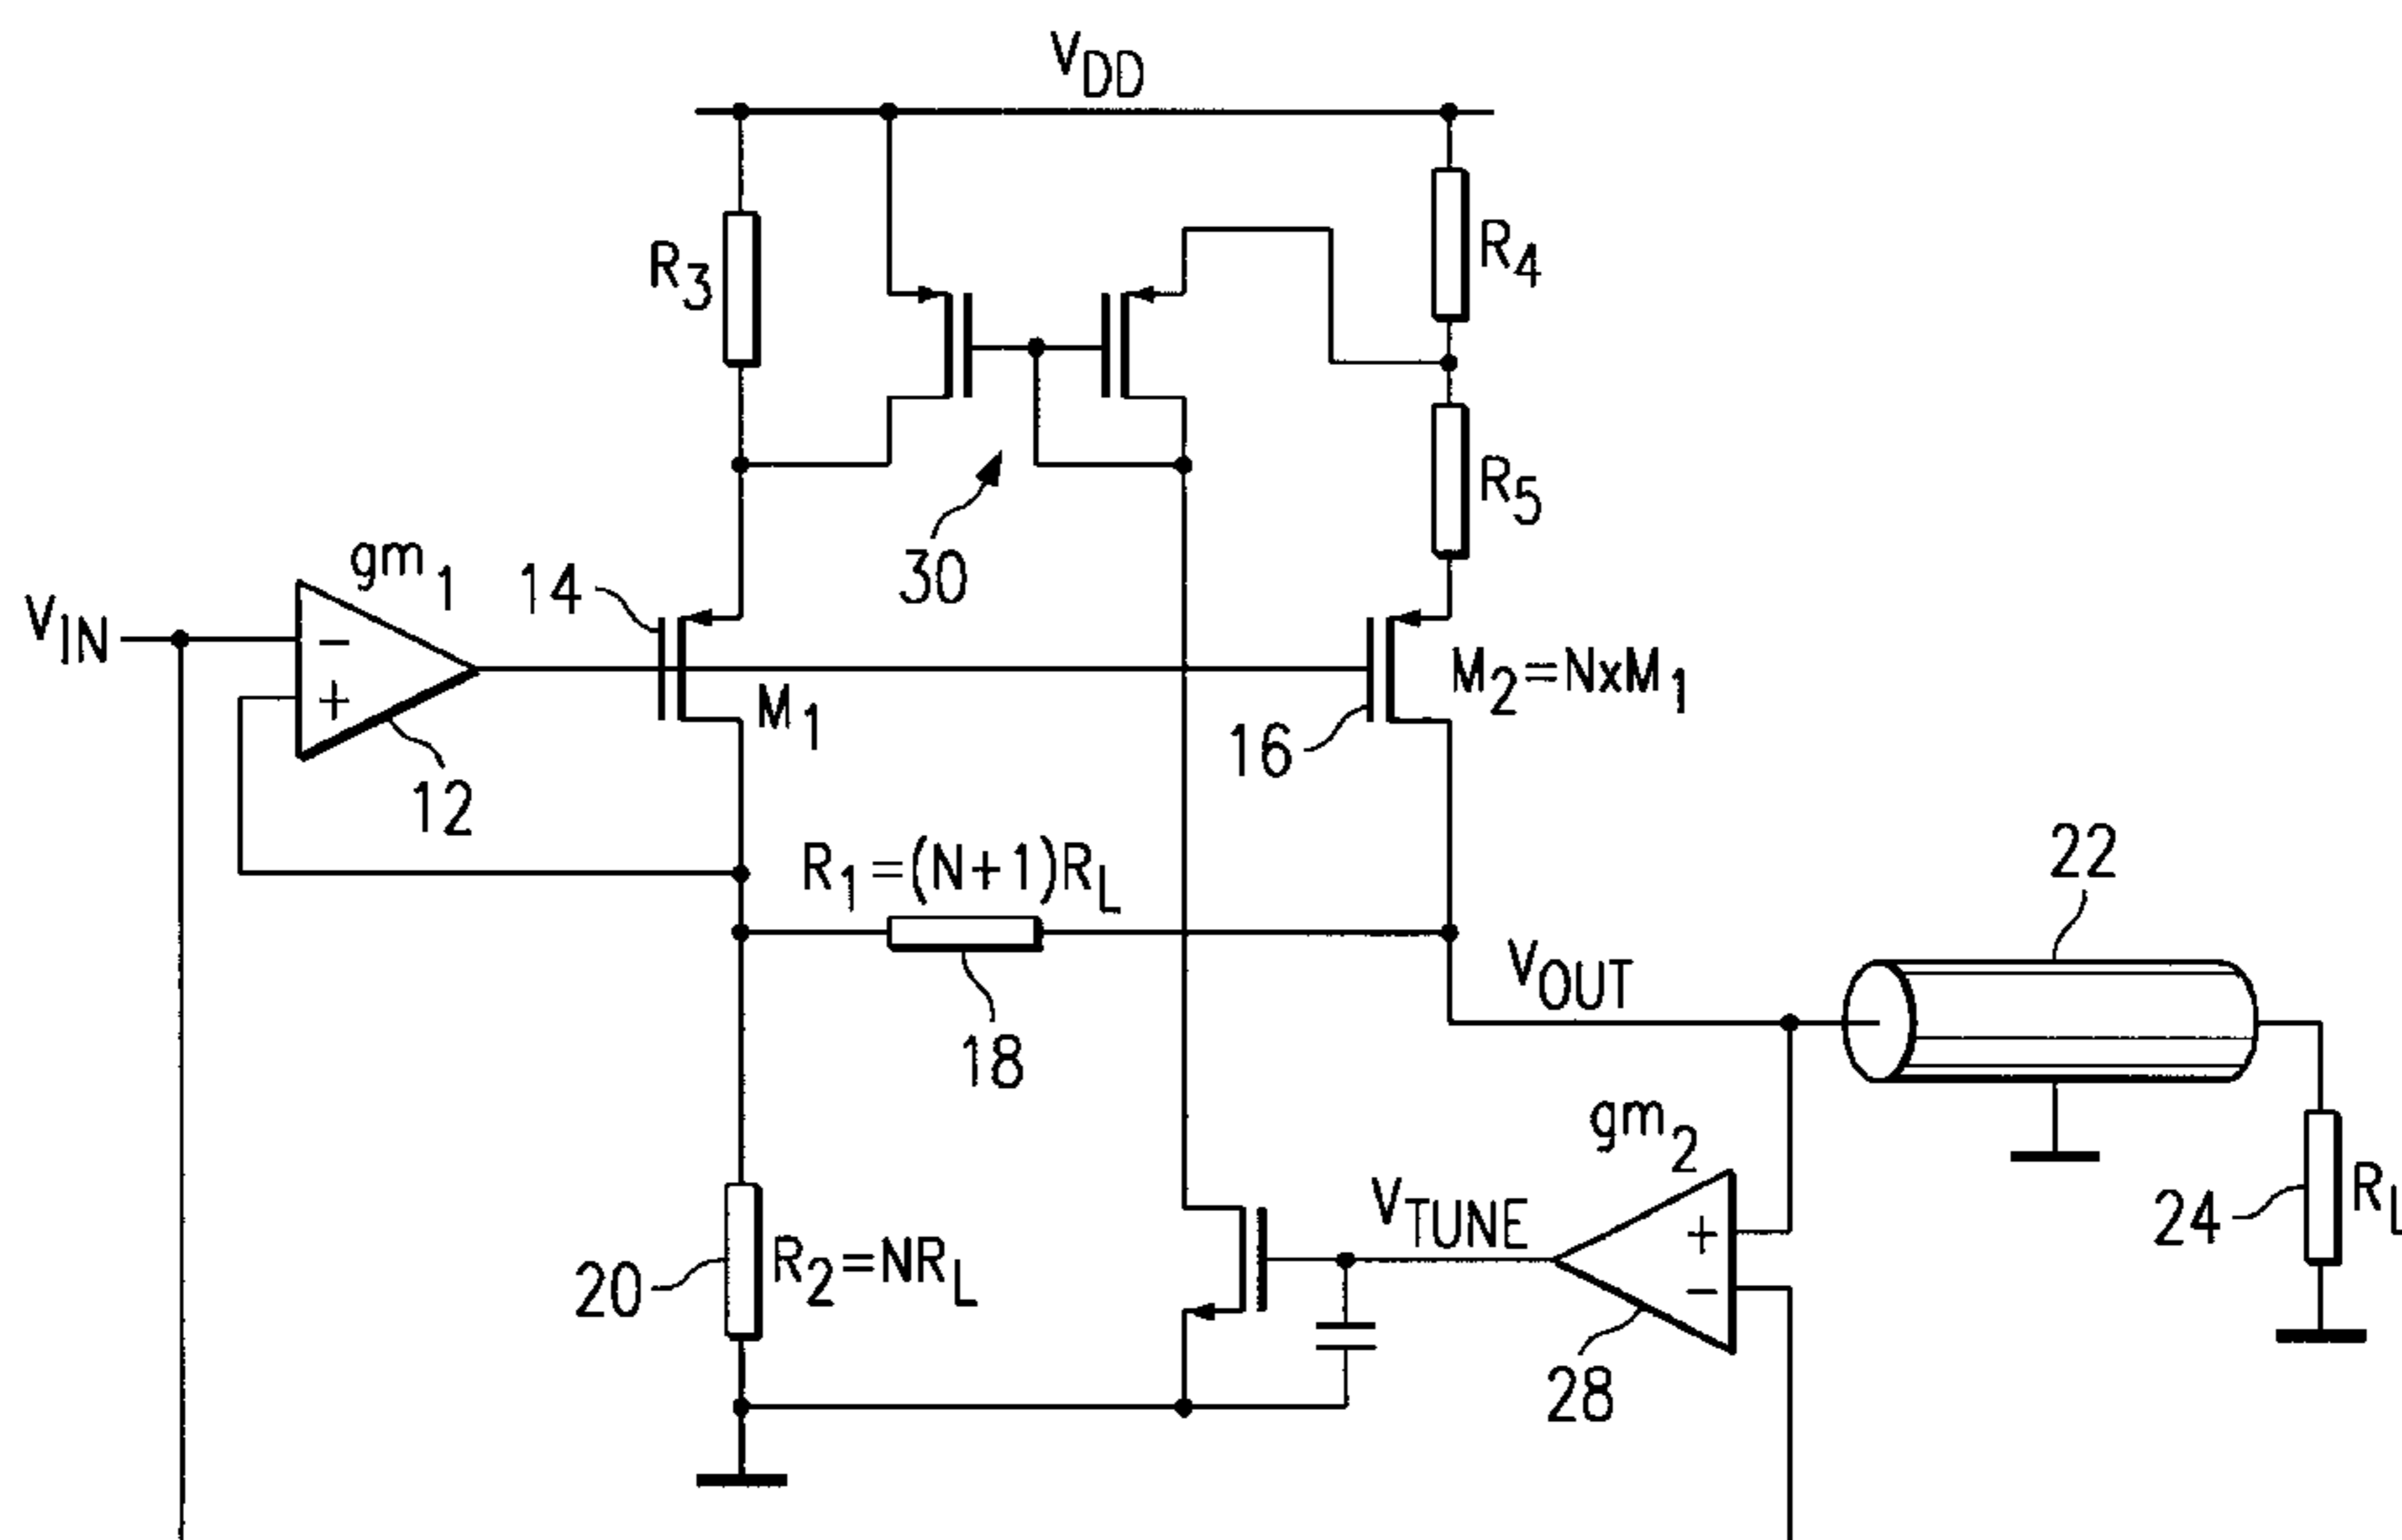 VDD
R3
R4
R5
30
gm1
14
VIN
−
+
12
M1
M2=NxM1
16
R1=(N+1)RL
18
VOUT
22
gm2
VTUNE
+
−
28
20
R2=NRL
24
RL